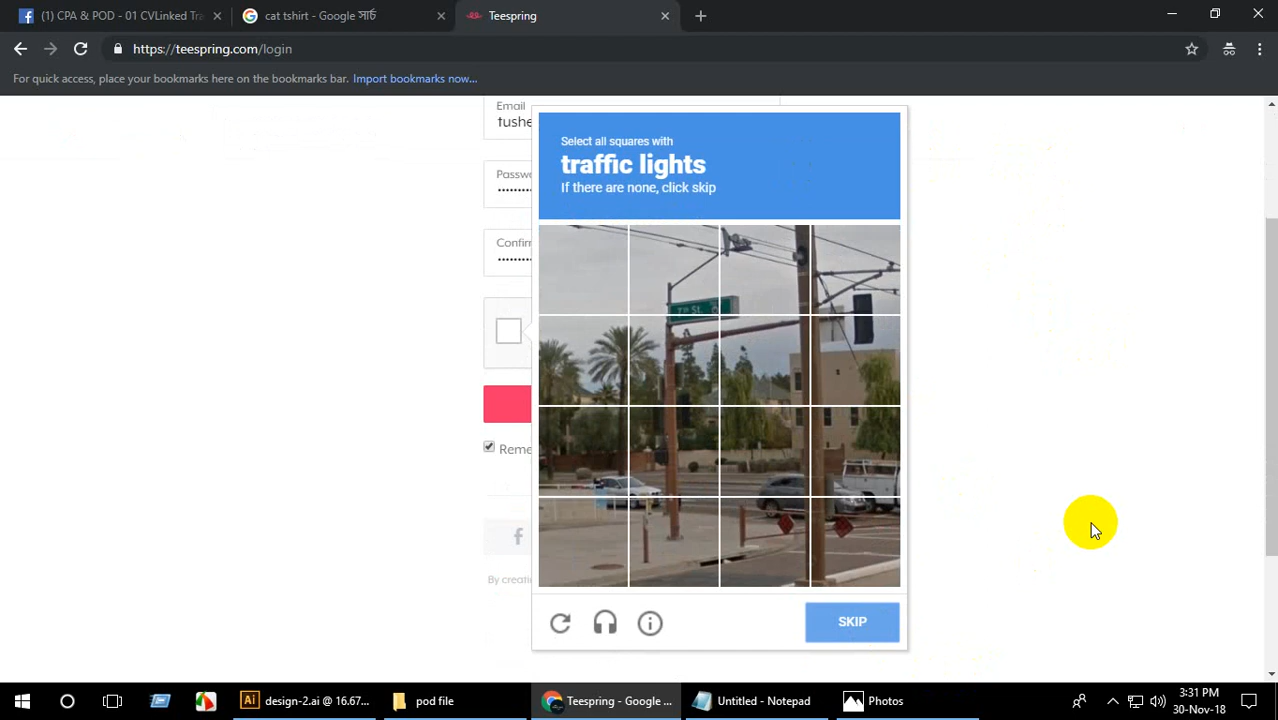 (1) CPA & POD - 01 CVLinked Tra
cat tshirt - Google সার্চ
Teespring
https://teespring.com/login
For quick access, place your bookmarks here on the bookmarks bar. Import bookmarks now...
Email
tushe
Passw
Confirm
Reme
By creati
Select all squares with
traffic lights
If there are none, click skip
SKIP
design-2.ai @ 16.67...
pod file
Teespring - Google ...
Untitled - Notepad
Photos
3:31 PM
30-Nov-18